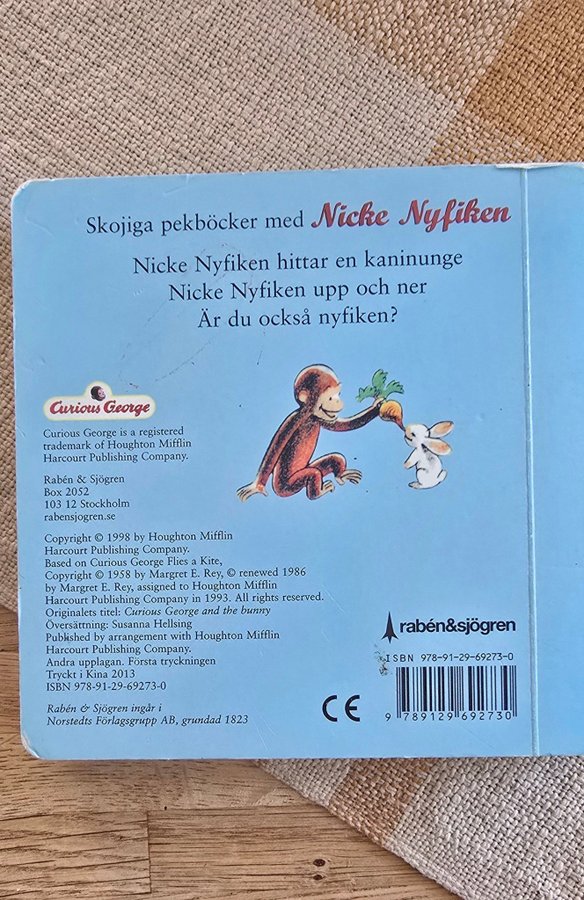 Skojiga pekböcker med Nicke Nyfiken
Nicke Nyfiken hittar en kaninunge
Nicke Nyfiken upp och ner
Är du också nyfiken?
Curious George
Curious George is a registered
trademark of Houghton Mifflin
Harcourt Publishing Company.
Rabén & Sjögren
Box 2052
103 12 Stockholm
rabensjogren.se
Copyright © 1998 by Houghton Mifflin
Harcourt Publishing Company.
Based on Curious George Flies a Kite,
Copyright © 1958 by Margret E. Rey, © renewed 1986
by Margret E. Rey, assigned to Houghton Mifflin
Harcourt Publishing Company in 1993. All rights reserved.
Originalets titel: Curious George and the bunny
Översättning: Susanna Hellsing
Published by arrangement with Houghton Mifflin
Harcourt Publishing Company.
Andra upplagan. Första tryckningen
Tryckt i Kina 2013
ISBN 978-91-29-69273-0
Rabén & Sjögren ingår i
Norstedts Förlagsgrupp AB, grundad 1823
CE
rabén&sjögren
ISBN 978-91-29-69273-0
9 789129 692730